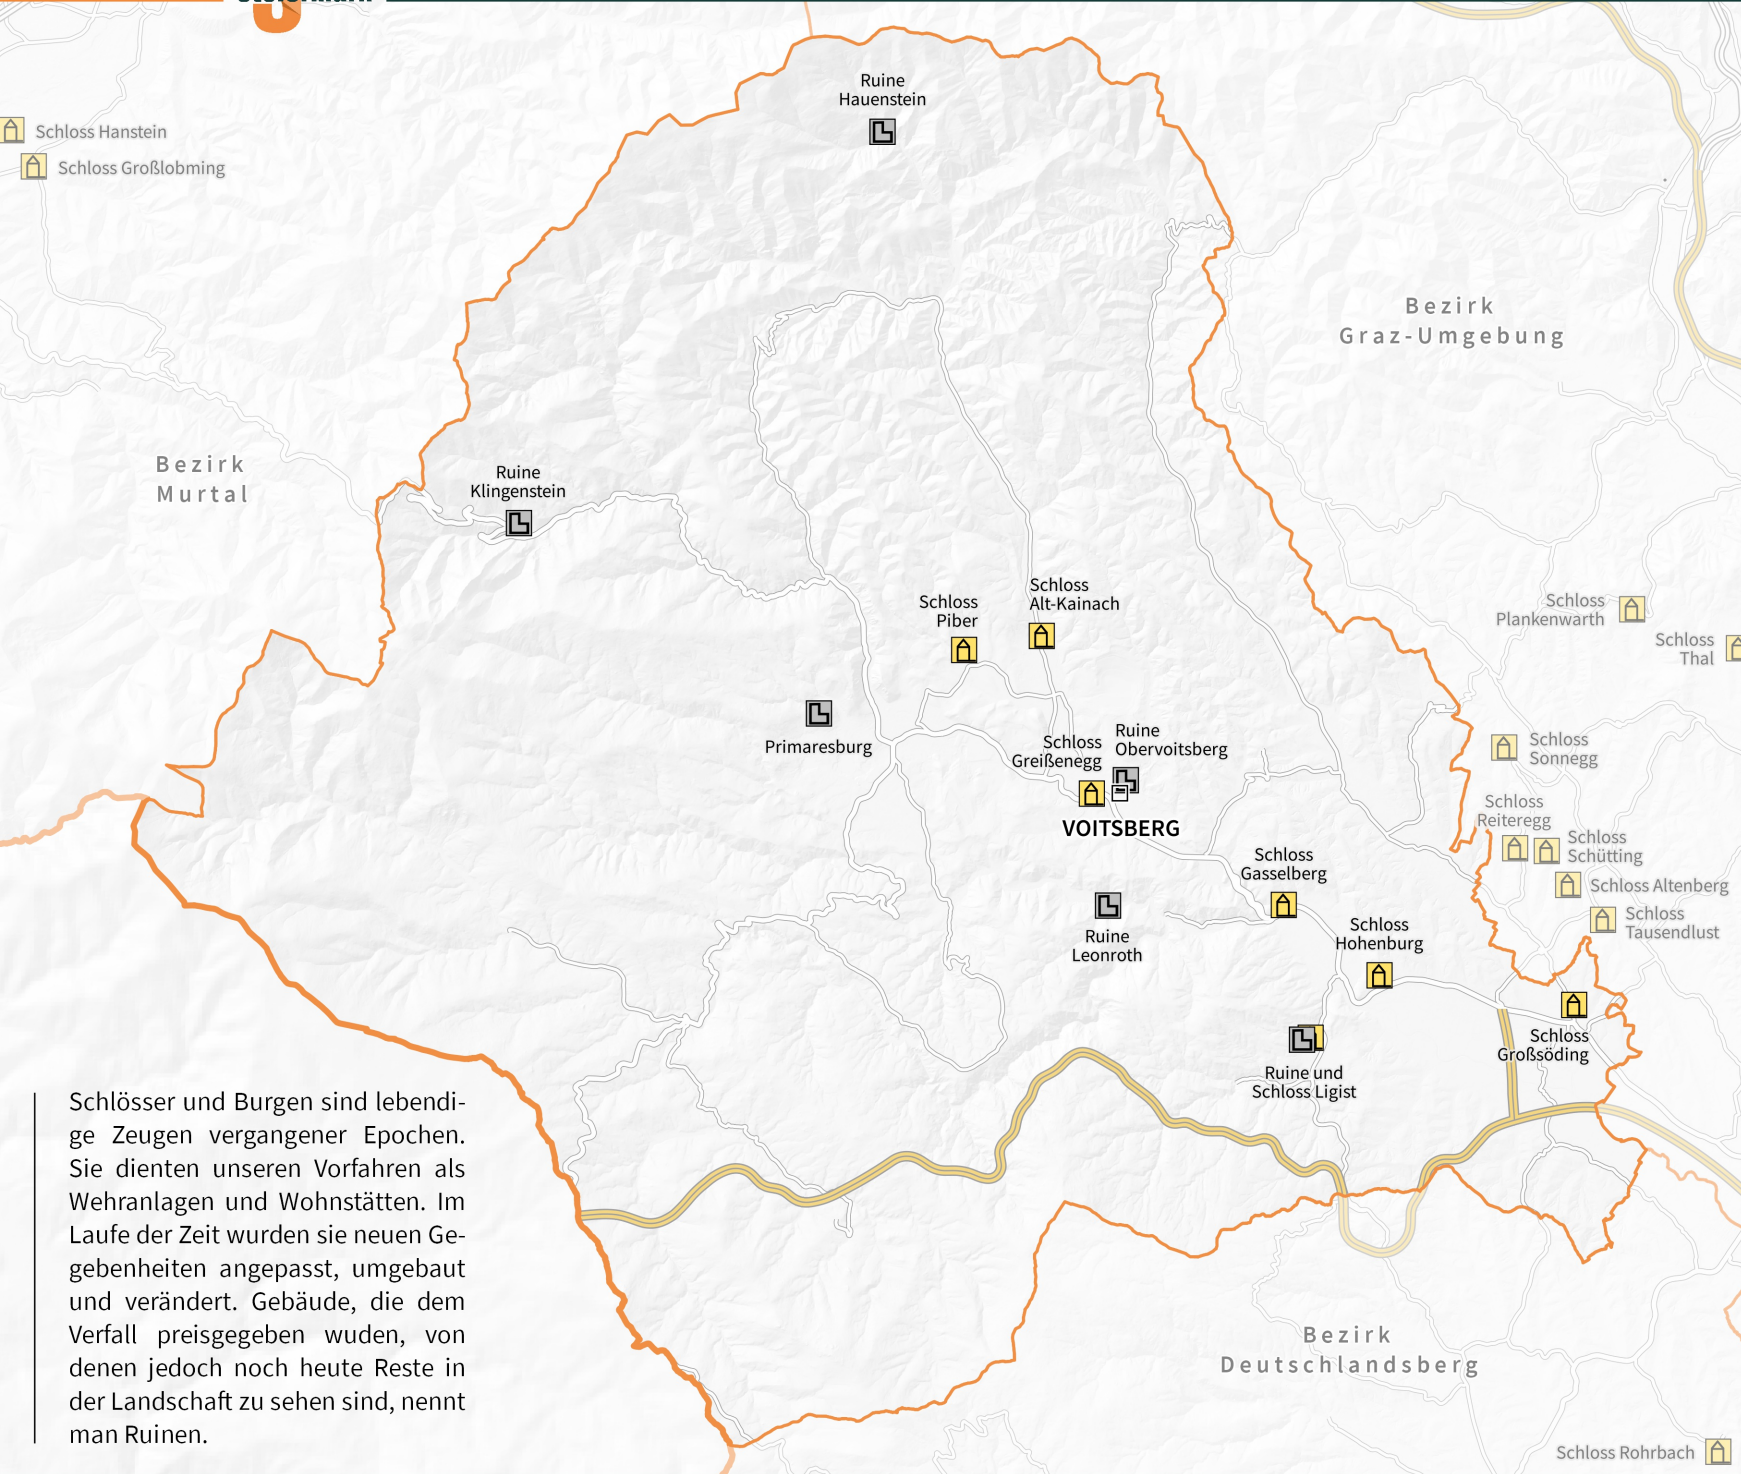 Ruine
Hauenstein
Schloss Hanstein
Schloss Großlobming
Bezirk
Graz-Umgebung
Bezirk
Murtal
Ruine
Klingenstein
Schloss
Piber
Schloss
Alt-Kainach
Schloss
Plankenwarth
Schloss
Thal
Primaresburg
Schloss
Greißenegg
Ruine
Obervoitsberg
VOITSBERG
Schloss
Sonnegg
Schloss
Reiteregg
Schloss
Schütting
Schloss Altenberg
Schloss
Tausendlust
Schloss
Gasselberg
Ruine
Leonroth
Schloss
Hohenburg
Schloss
Großsöding
Ruine und
Schloss Ligist
Schlösser und Burgen sind lebendi-
ge Zeugen vergangener Epochen.
Sie dienten unseren Vorfahren als
Wehranlagen und Wohnstätten. Im
Laufe der Zeit wurden sie neuen Ge-
gebenheiten angepasst, umgebaut
und verändert. Gebäude, die dem
Verfall preisgegeben wuden, von
denen jedoch noch heute Reste in
der Landschaft zu sehen sind, nennt
man Ruinen.
Bezirk
Deutschlandsberg
Schloss Rohrbach